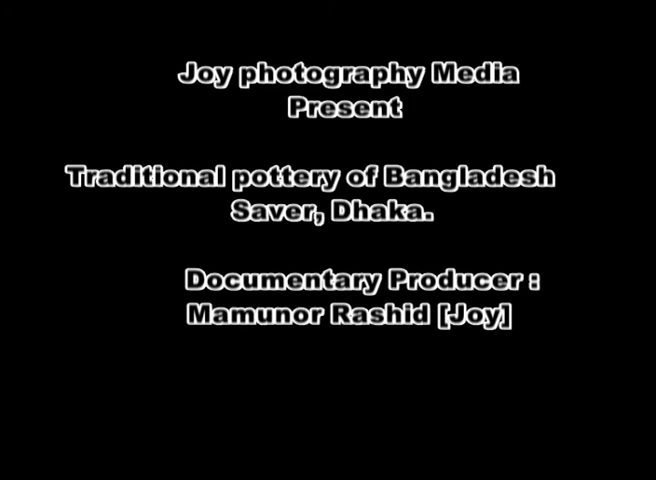 Joy photography Media
Present
Traditional pottery of Bangladesh
Saver, Dhaka.
Documentary Producer :
Mamunor Rashid [Joy]